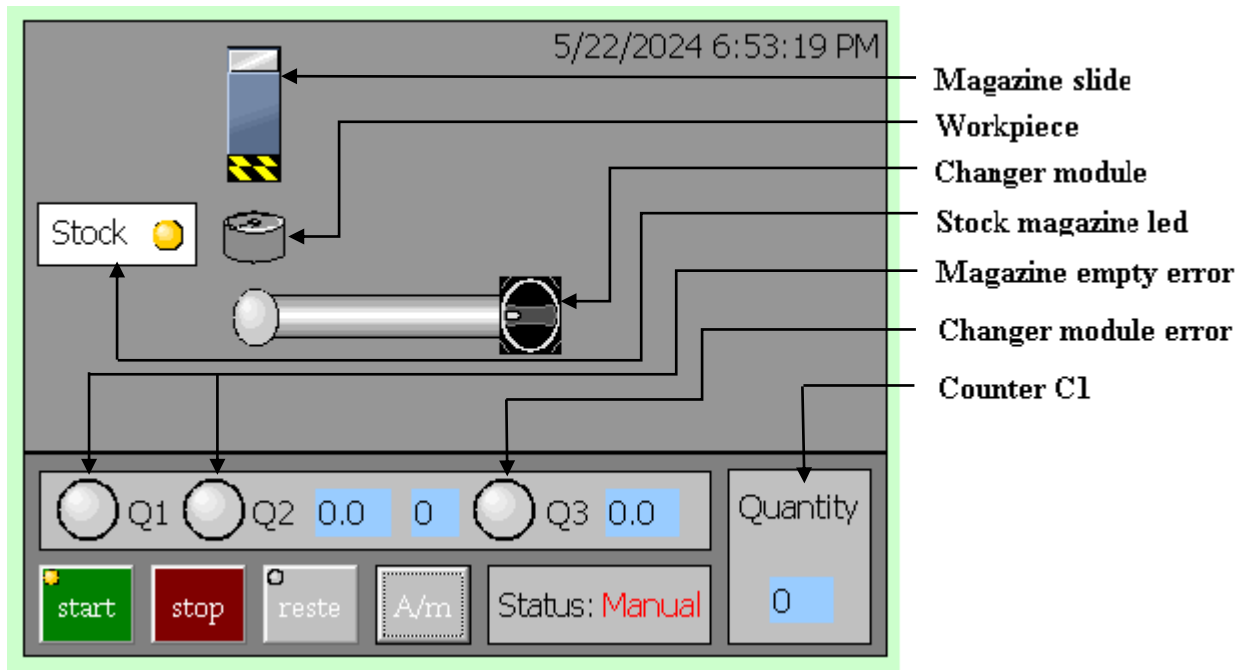 5/22/2024 6:53:19 PM
Magazine slide
Workpiece
Changer module
Stock magazine led
Magazine empty error
Changer module error
Counter C1
Stock
Q1 Q2 0.0 0 Q3 0.0
Quantity
0
start stop reste A/m Status: Manual